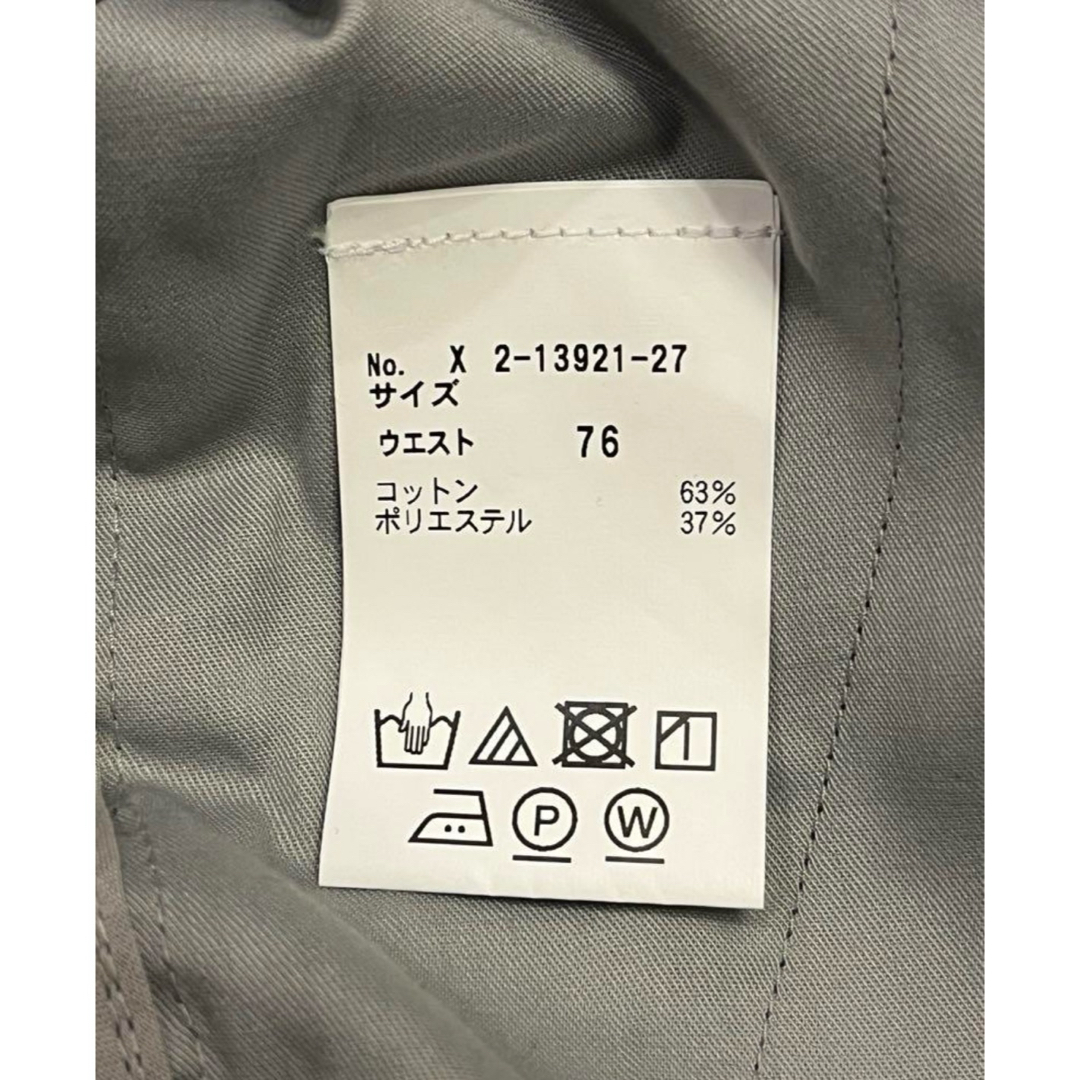 No. X 2-13921-27
サイズ
ウエスト 76
コットン 63%
ポリエステル 37%
P W